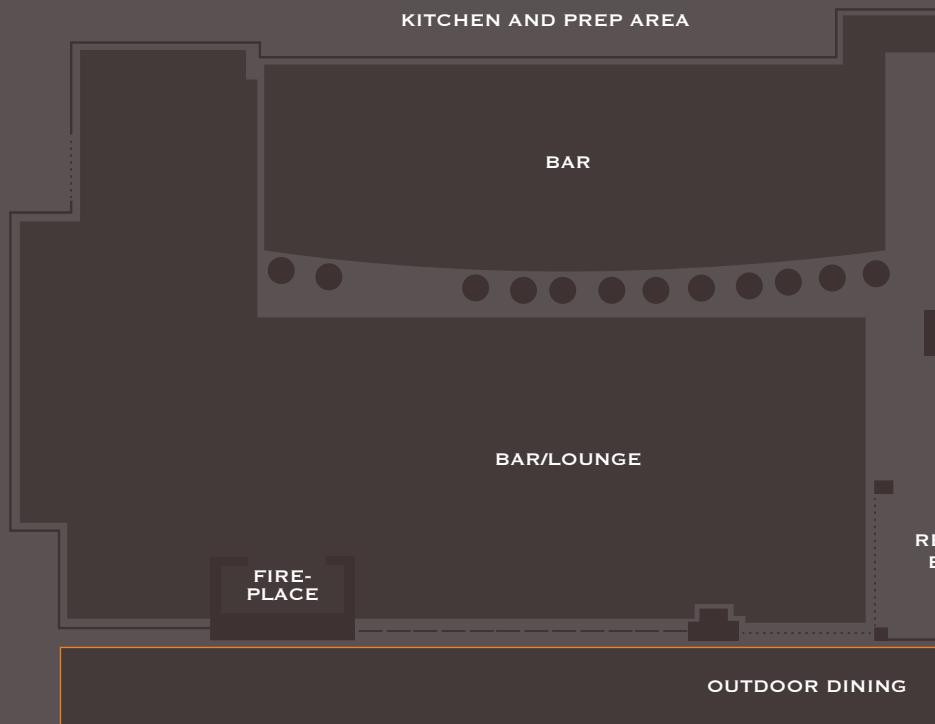 KITCHEN AND PREP AREA
BAR
BAR/LOUNGE
FIRE-
PLACE
OUTDOOR DINING